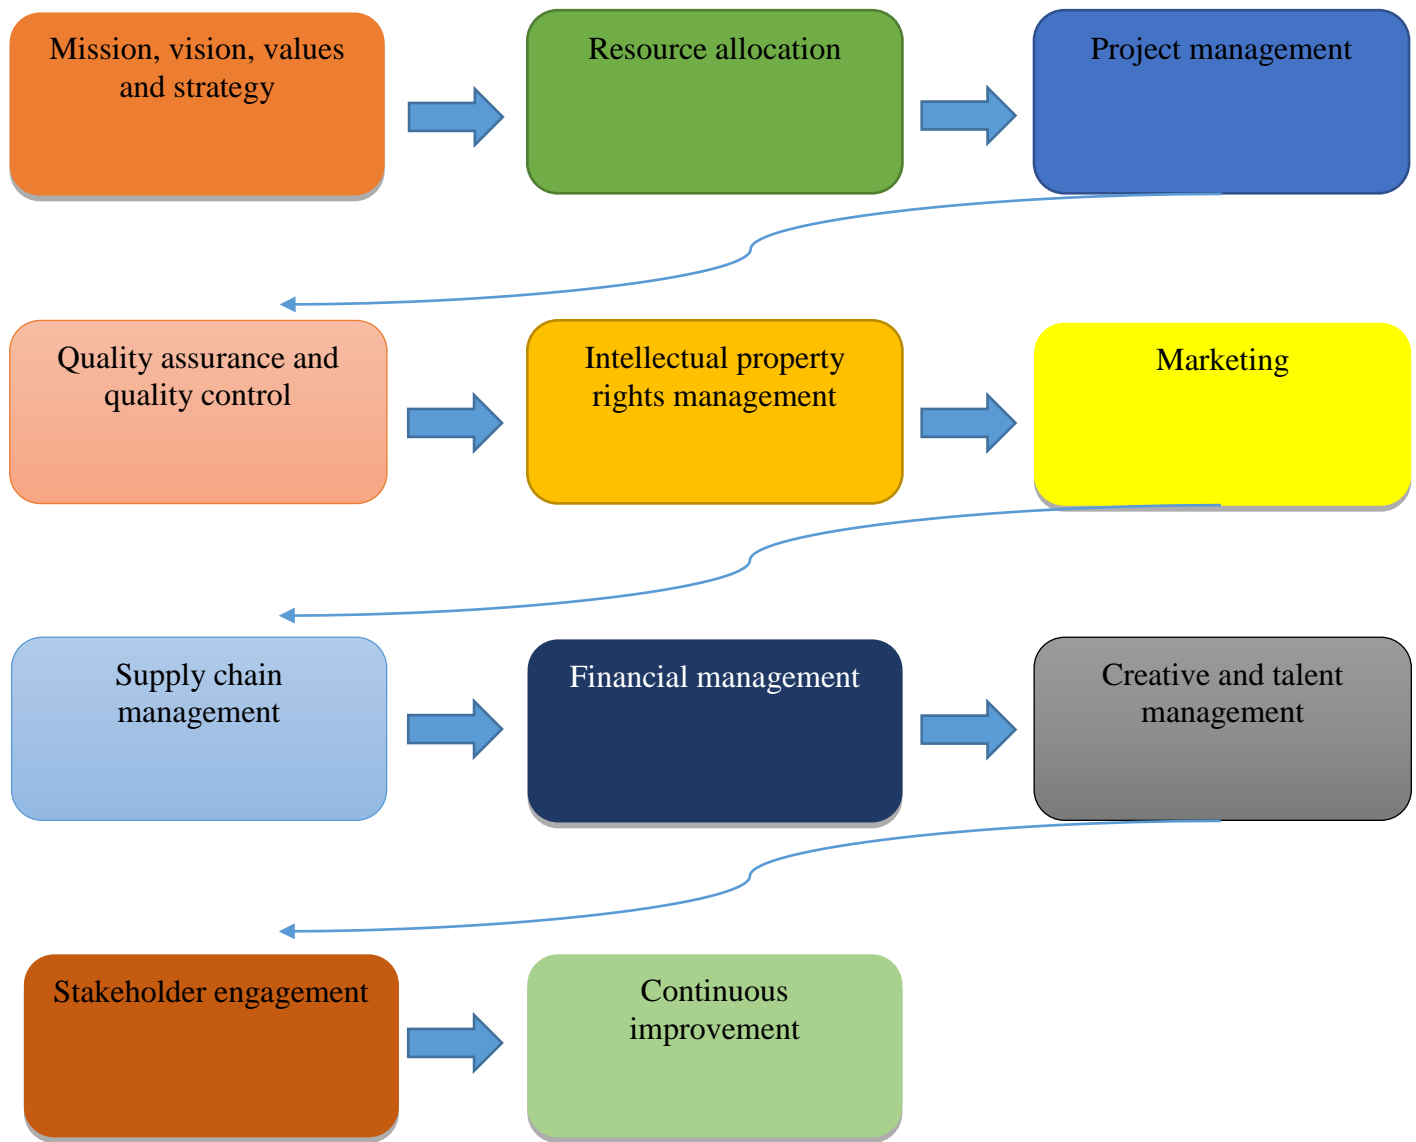 Mission, vision, values
and strategy
Resource allocation
Project management
Quality assurance and
quality control
Intellectual property
rights management
Marketing
Supply chain
management
Financial management
Creative and talent
management
Stakeholder engagement
Continuous
improvement